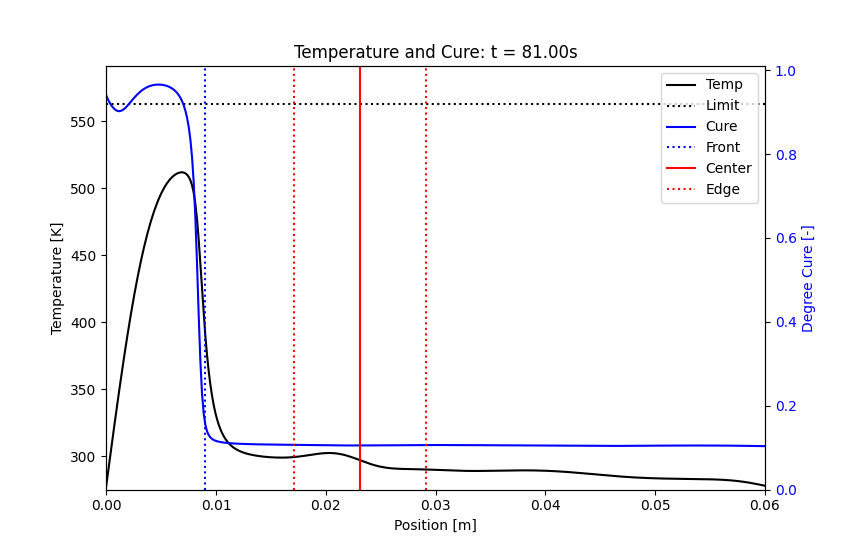 Temperature and Cure: t = 81.00s
Temp
Limit
Cure
Front
Center
Edge
550
500
450
400
350
300
Temperature [K]
1.0
0.8
0.6
0.4
0.2
0.0
Degree Cure [-]
0.00 0.01 0.02 0.03 0.04 0.05 0.06
Position [m]